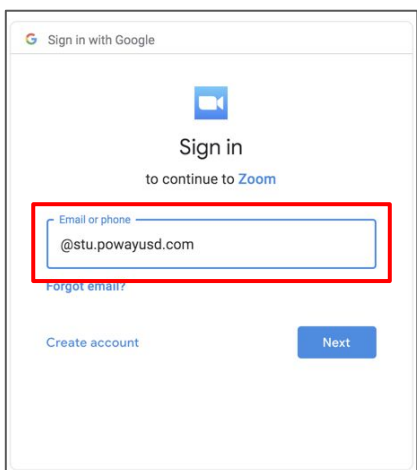 Sign in with Google
Sign in
to continue to Zoom
Email or phone
@stu.powayusd.com
Forgot email?
Create account
Next